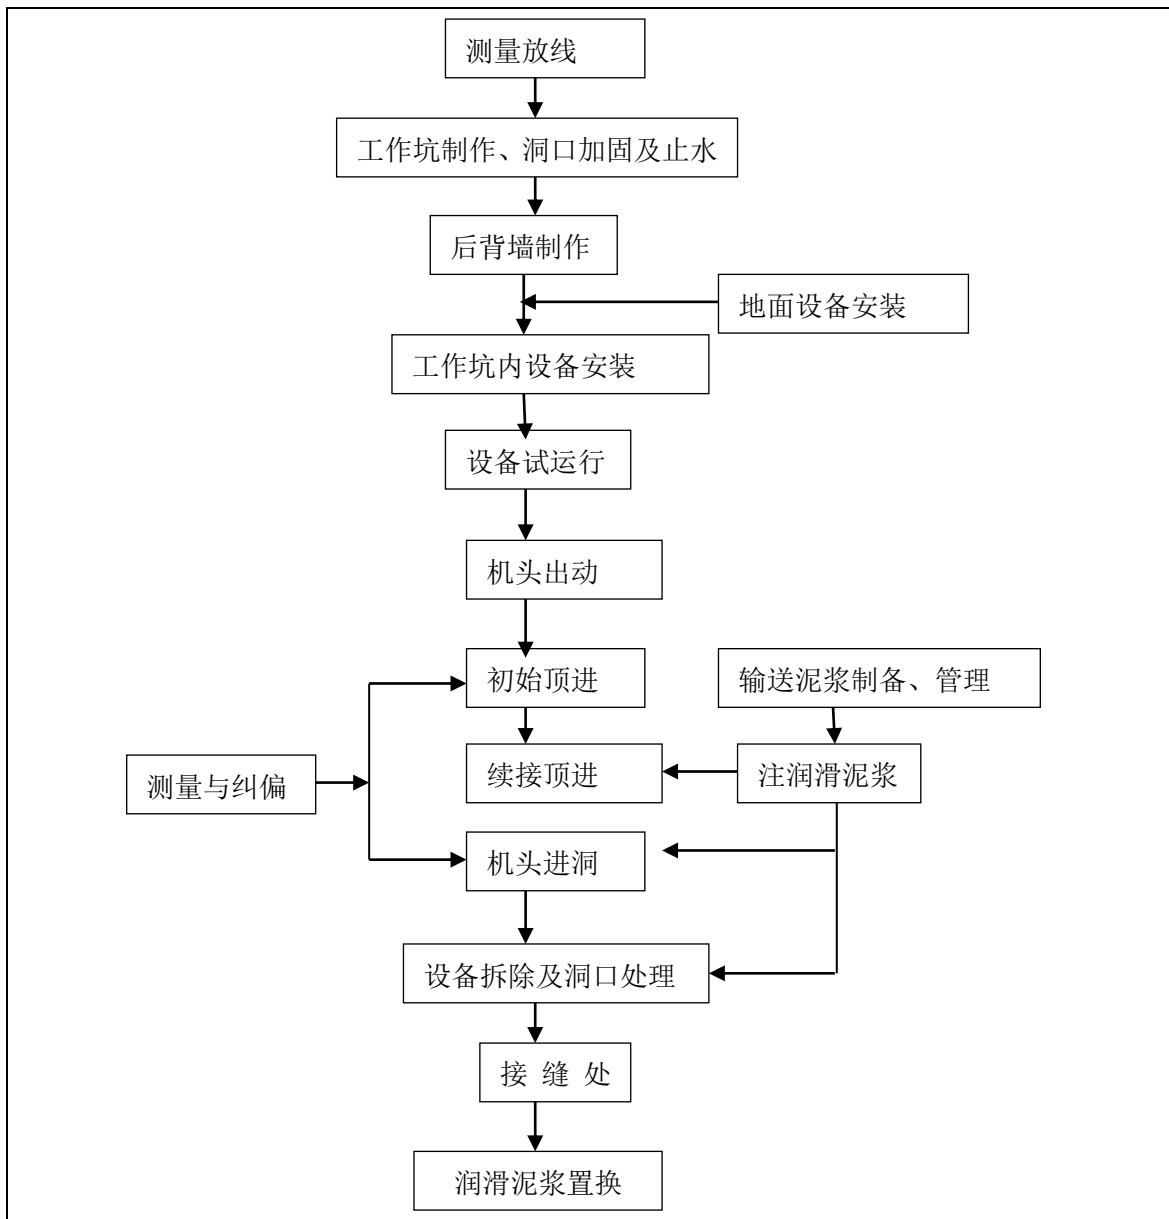 测量放线
工作坑制作、洞口加固及止水
后背墙制作
地面设备安装
工作坑内设备安装
设备试运行
机头出动
初始顶进
输送泥浆制备、管理
测量与纠偏
续接顶进
注润滑泥浆
机头进洞
设备拆除及洞口处理
接 缝 处
润滑泥浆置换